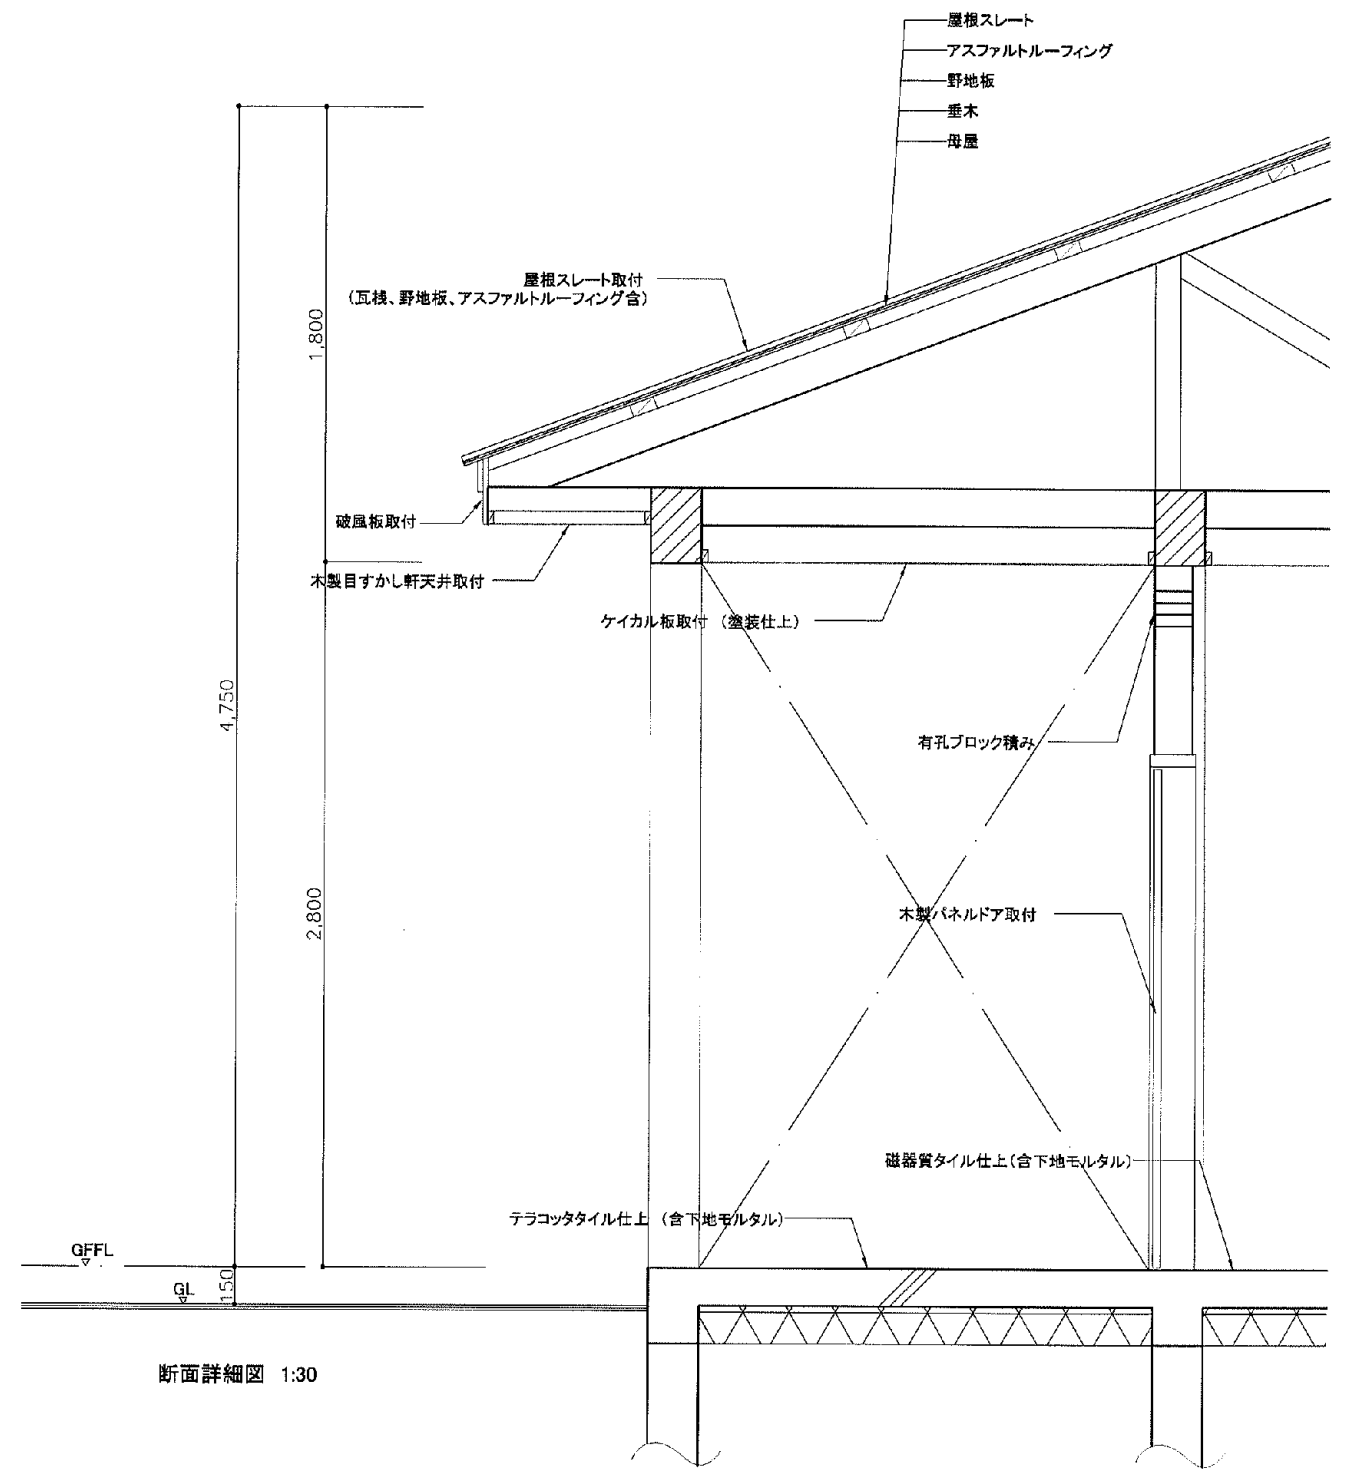 屋根スレート
アスファルトルーフィング
野地板
垂木
母屋
屋根スレート取付
(瓦桟、野地板、アスファルトルーフィング含)
1,800
破風板取付
木製目すかし軒天井取付
ケイカル板取付 (塗装仕上)
4,750
有孔ブロック積み
2,800
木製パネルドア取付
磁器質タイル仕上(含下地モルタル)
テラコッタタイル仕上 (含下地モルタル)
GFFL
150
GL
断面詳細図 1:30